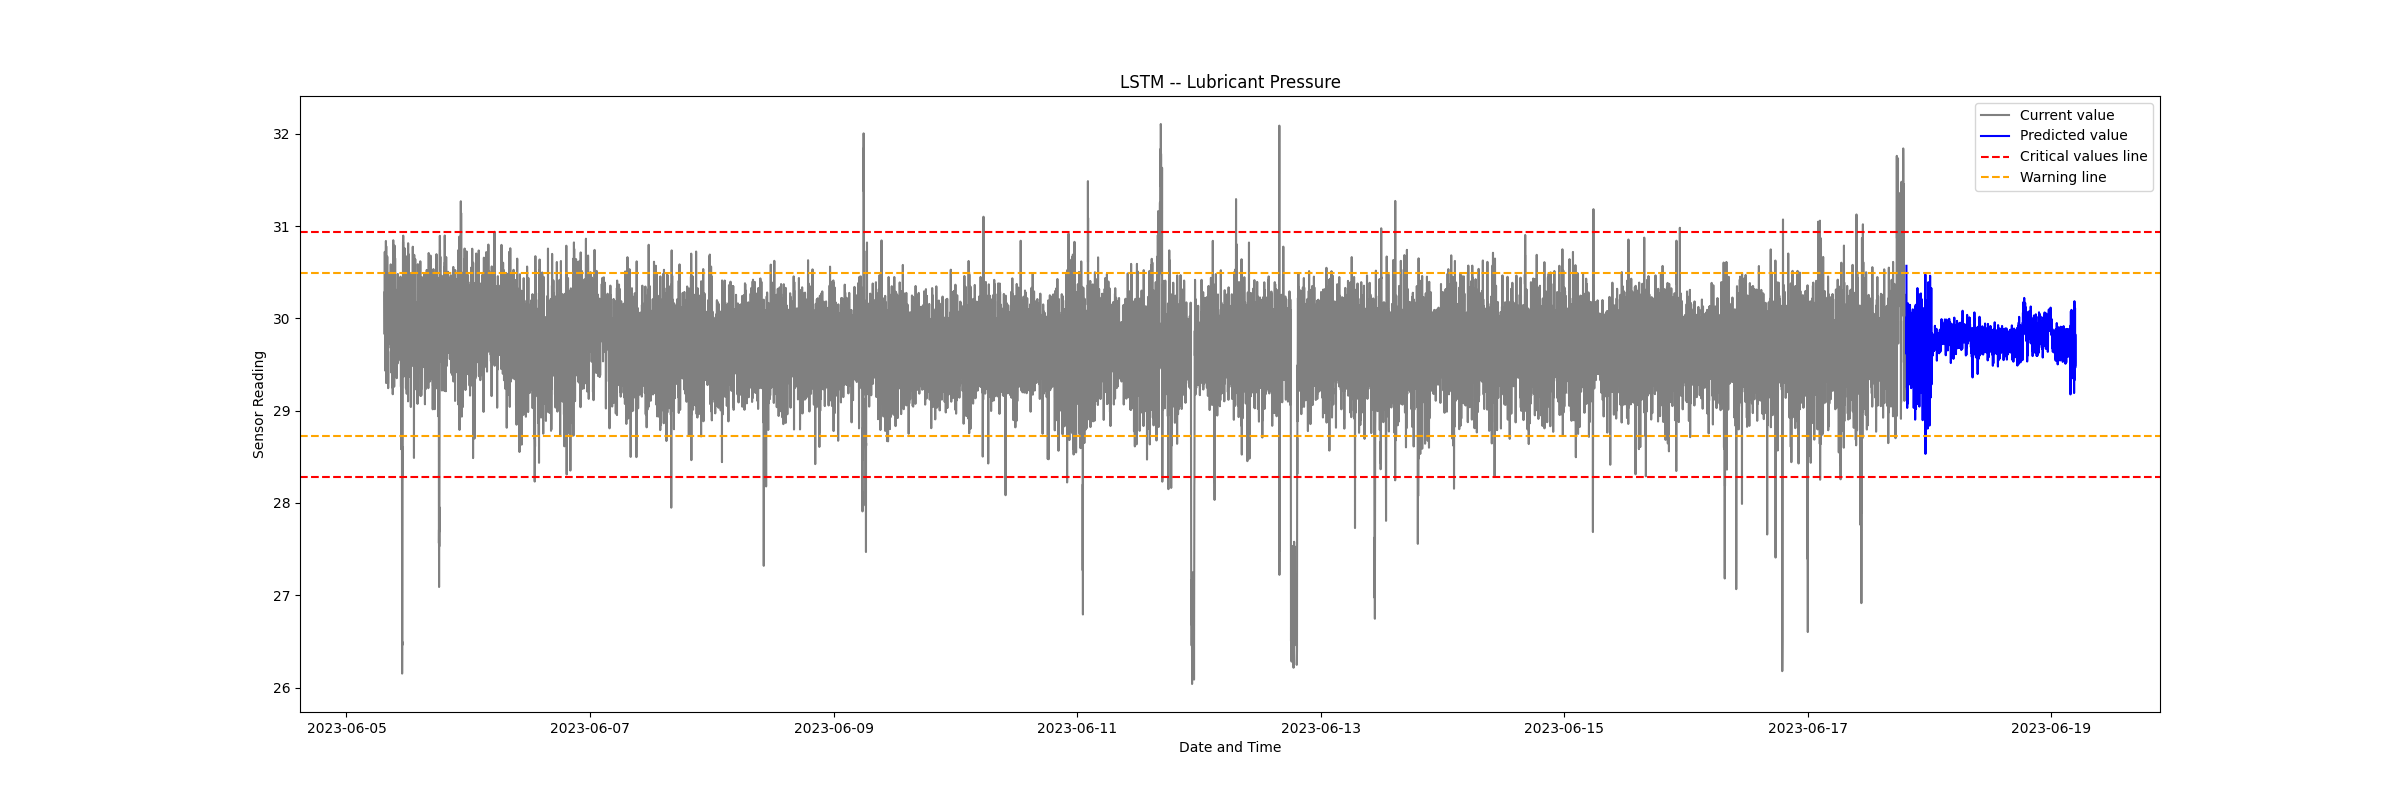 LSTM -- Lubricant Pressure
Current value
Predicted value
Critical values line
Warning line
32
31
30
29
28
27
26
Sensor Reading
2023-06-05 2023-06-07 2023-06-09 2023-06-11 2023-06-13 2023-06-15 2023-06-17 2023-06-19
Date and Time